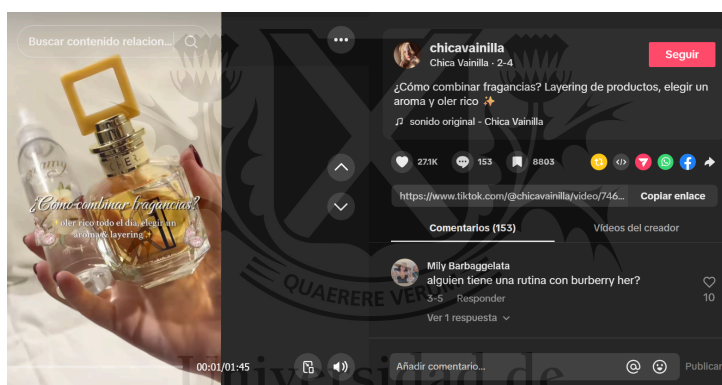 Buscar contenido relacion...
¿Cómo combinar fragancias?
oler rico todo el día, elegir un
aroma & layering
00:01/01:45
chicavainilla
Chica Vainilla · 2-4
Seguir
¿Cómo combinar fragancias? Layering de productos, elegir un
aroma y oler rico ✨
♫ sonido original - Chica Vainilla
27.1K
153
8803
https://www.tiktok.com/@chicavainilla/video/746...
Copiar enlace
Comentarios (153)
Vídeos del creador
Mily Barbaggelata
alguien tiene una rutina con burberry her?
3-5 Responder
10
Ver 1 respuesta
Añadir comentario...
Publicar
QUAERERE
Universidad de